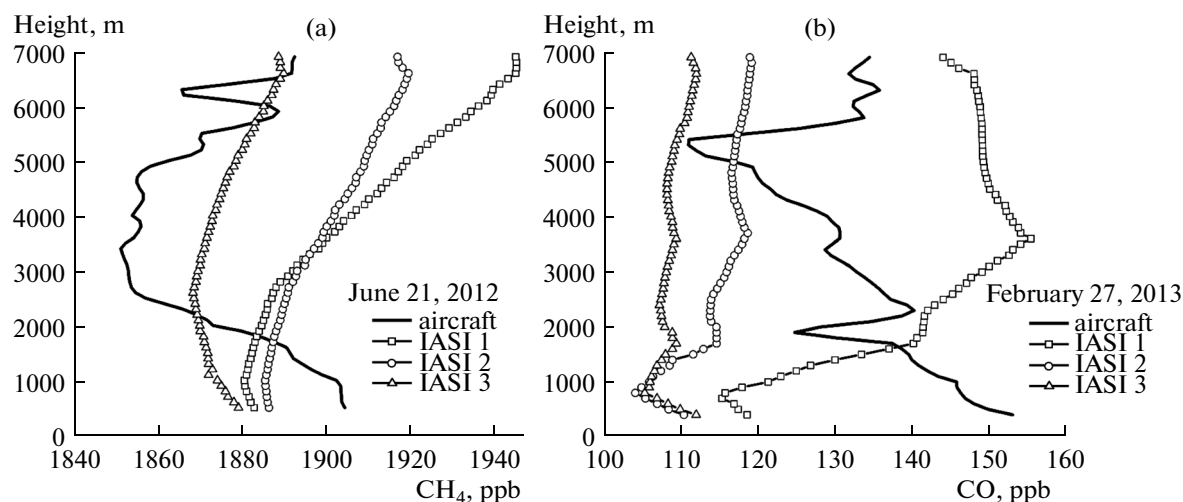 Height, m
(a)
7000
6000
5000
4000
3000
2000
1000
0
June 21, 2012
aircraft
IASI 1
IASI 2
IASI 3
1840 1860 1880 1900 1920 1940
CH4, ppb
Height, m
(b)
7000
6000
5000
4000
3000
2000
1000
0
February 27, 2013
aircraft
IASI 1
IASI 2
IASI 3
100 110 120 130 140 150 160
CO, ppb